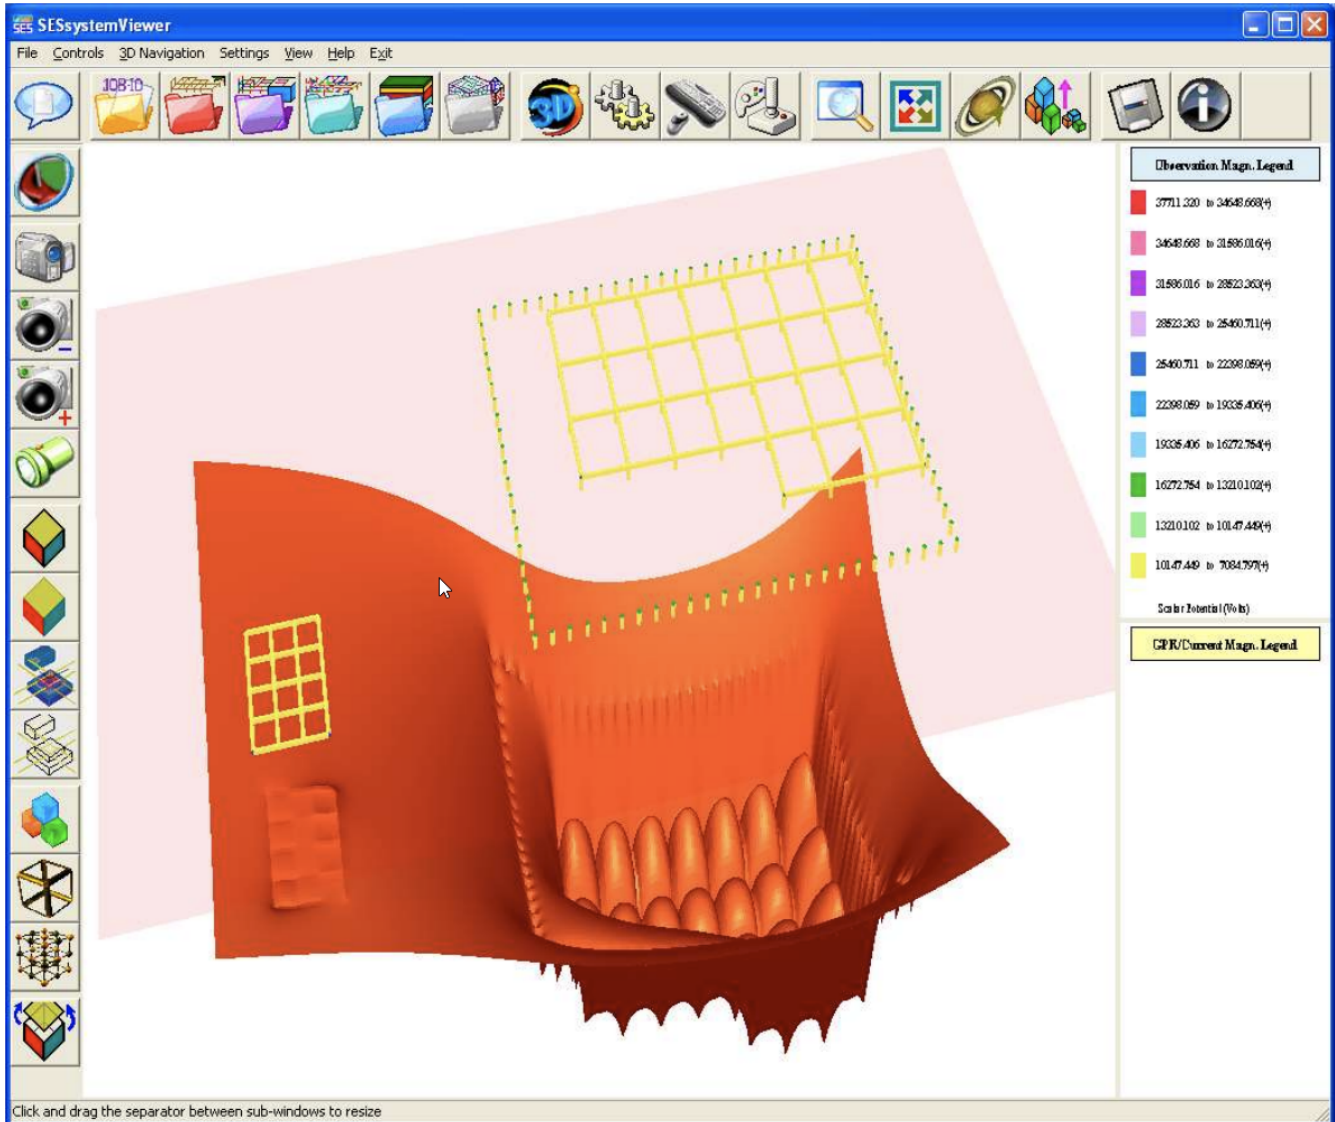 SES SESsystemViewer
File Controls 3D Navigation Settings View Help Exit
JOB-ID
3D
Observation Magn. Legend
37711.320 to 34648.668(+)
34648.668 to 31586.016(+)
31586.016 to 28523.363(+)
28523.363 to 25460.711(+)
25460.711 to 22398.059(+)
22398.059 to 19335.406(+)
19335.406 to 16272.754(+)
16272.754 to 13210.102(+)
13210.102 to 10147.449(+)
10147.449 to 7084.797(+)
Scalar Potential (Volts)
GPR/Current Magn. Legend
Click and drag the separator between sub-windows to resize